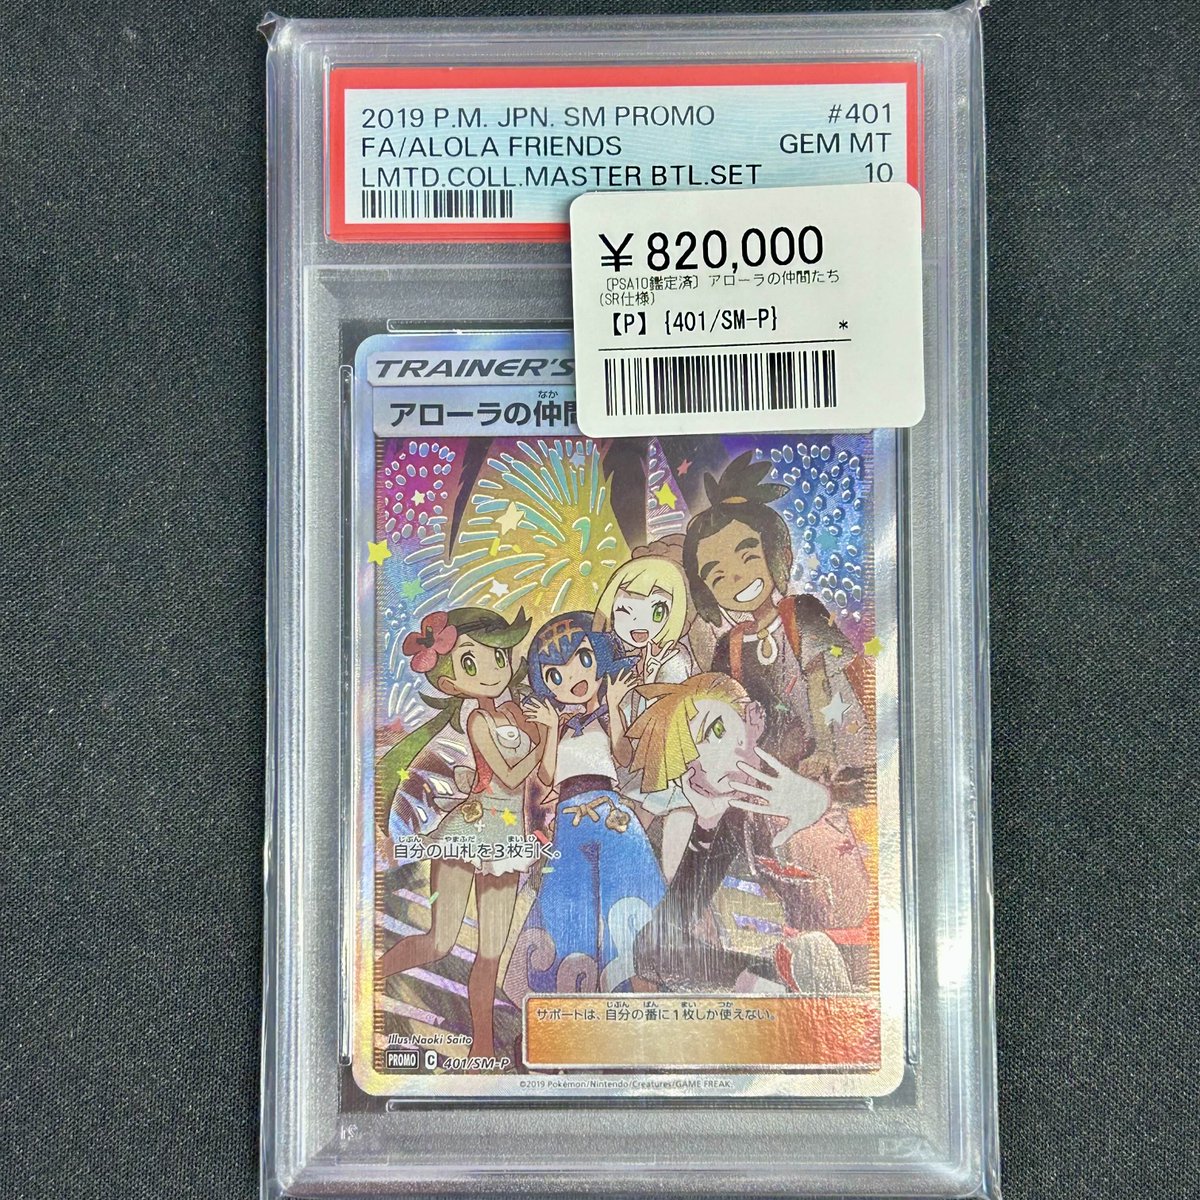 2019 P.M. JPN. SM PROMO #401
FA/ALOLA FRIENDS GEM MT
LMTD.COLL.MASTER BTL.SET 10
¥820,000
〔PSA10鑑定済〕アローラの仲間たち
(SR仕様)
【P】{401/SM-P} *
TRAINER'S
なか
アローラの仲間
じぶん やまふだ まい ひ
自分の山札を3枚引く。
じぶん ばん まい つか
サポートは、自分の番に1枚しか使えない。
Illus. Naoki Saito
PROMO C 401/SM-P
©2019 Pokémon/Nintendo/Creatures/GAME FREAK.